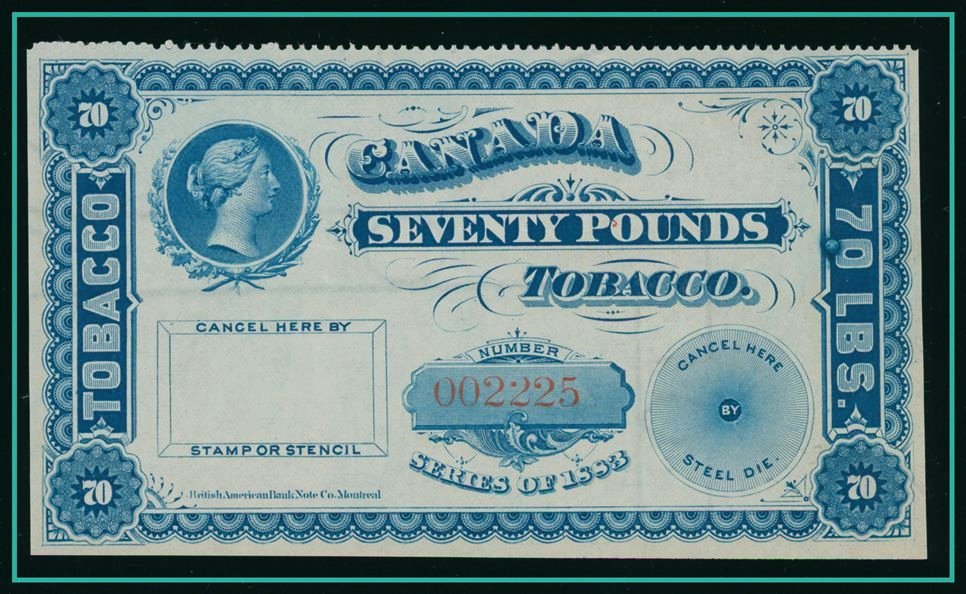 70
70
CANADA
SEVENTY POUNDS
TOBACCO.
TOBACCO
70 LBS.
CANCEL HERE BY
STAMP OR STENCIL
NUMBER
002225
SERIES OF 1883
CANCEL HERE
BY
STEEL DIE.
70
British American Bank Note Co. Montreal
70